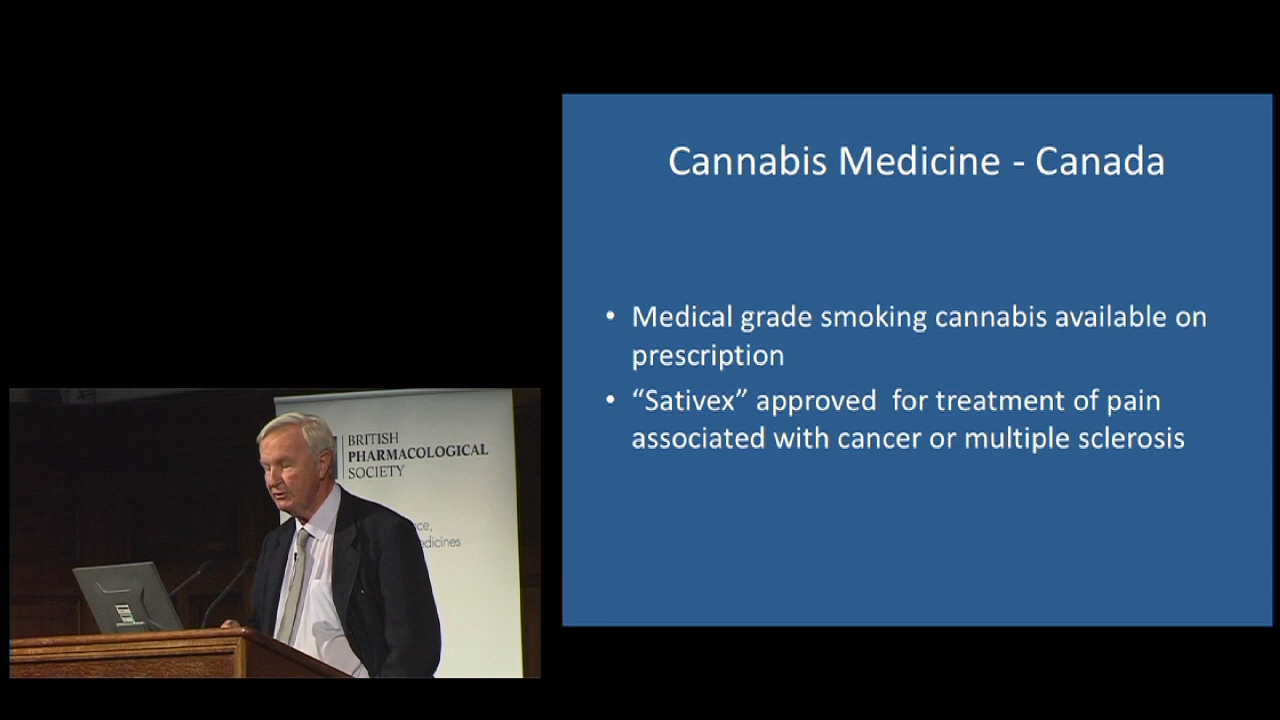 Cannabis Medicine - Canada
• Medical grade smoking cannabis available on
prescription
• “Sativex” approved  for treatment of pain
associated with cancer or multiple sclerosis
BRITISH
PHARMACOLOGICAL
SOCIETY